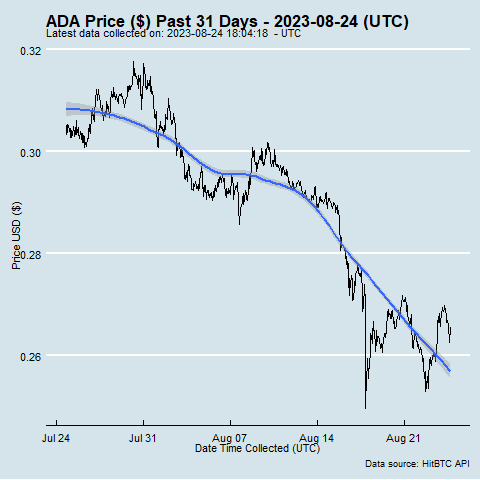 ADA Price ($) Past 31 Days - 2023-08-24 (UTC)
Latest data collected on: 2023-08-24 18:04:18 - UTC
0.32
0.30
0.28
0.26
Price USD ($)
Jul 24 Jul 31 Aug 07 Aug 14 Aug 21
Date Time Collected (UTC)
Data source: HitBTC API